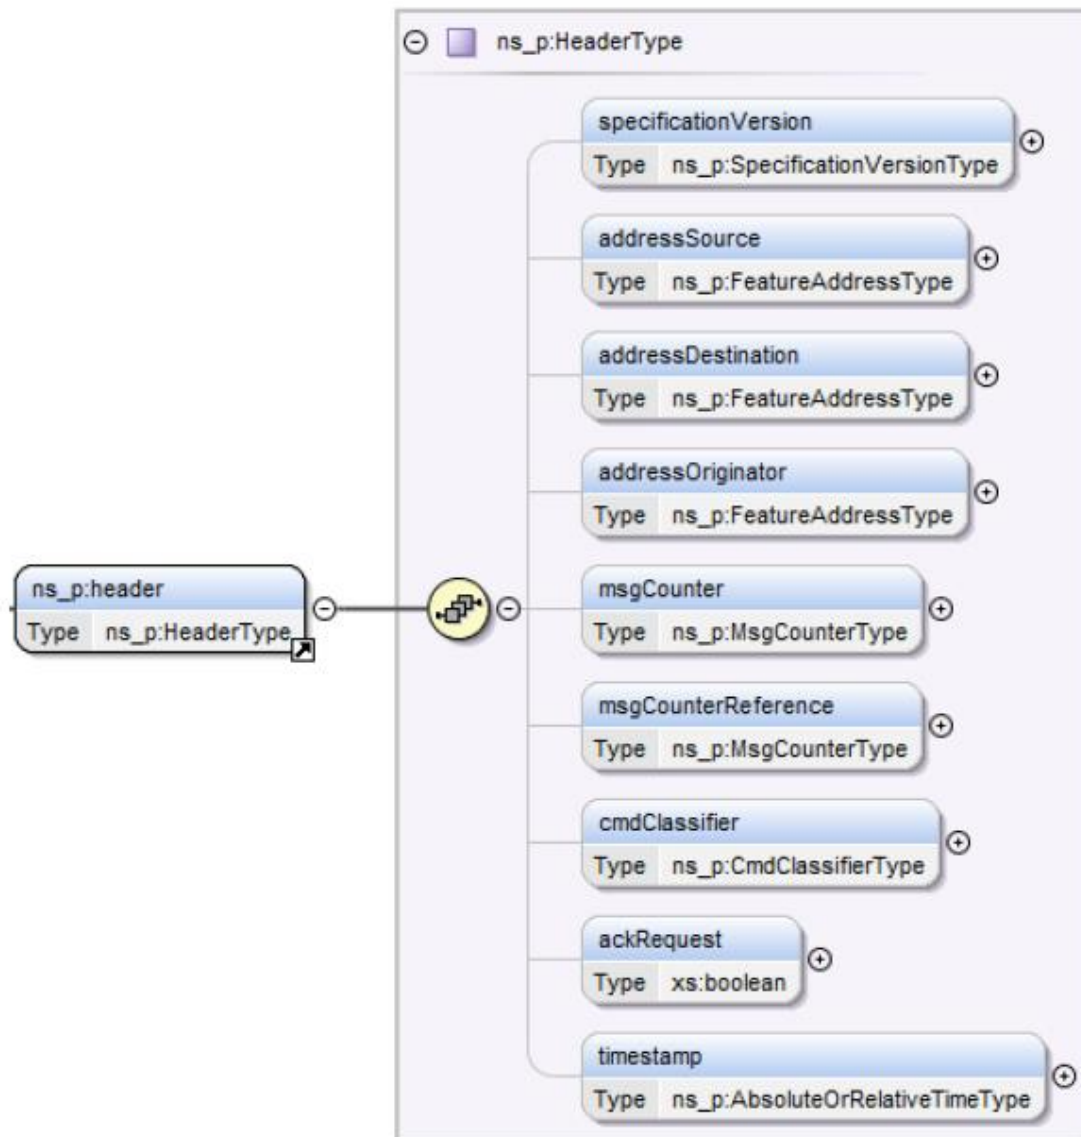 ns_p:HeaderType
specificationVersion
Type ns_p:SpecificationVersionType
addressSource
Type ns_p:FeatureAddressType
addressDestination
Type ns_p:FeatureAddressType
addressOriginator
Type ns_p:FeatureAddressType
ns_p:header
Type ns_p:HeaderType
msgCounter
Type ns_p:MsgCounterType
msgCounterReference
Type ns_p:MsgCounterType
cmdClassifier
Type ns_p:CmdClassifierType
ackRequest
Type xs:boolean
timestamp
Type ns_p:AbsoluteOrRelativeTimeType